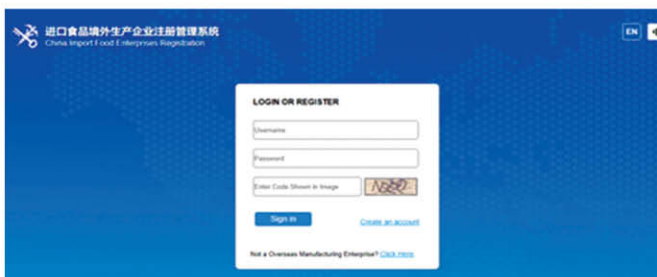 进口食品境外生产企业注册管理系统
China Import Food Enterprises Registration
EN
LOGIN OR REGISTER
Username
Password
Enter Code Shown in Image
Sign in
Create an account
Not a Overseas Manufacturing Enterprise? Click Here